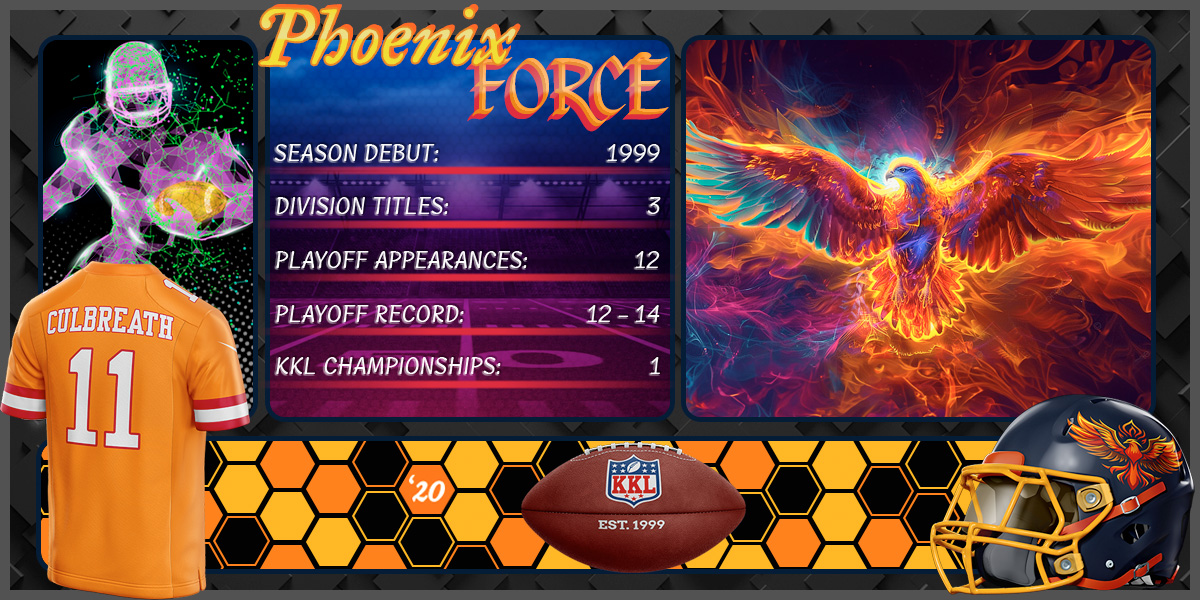 Phoenix
FORCE
SEASON DEBUT: 1999
DIVISION TITLES: 3
PLAYOFF APPEARANCES: 12
PLAYOFF RECORD: 12 – 14
KKL CHAMPIONSHIPS: 1
CULBREATH
11
‘20
KKL
EST. 1999